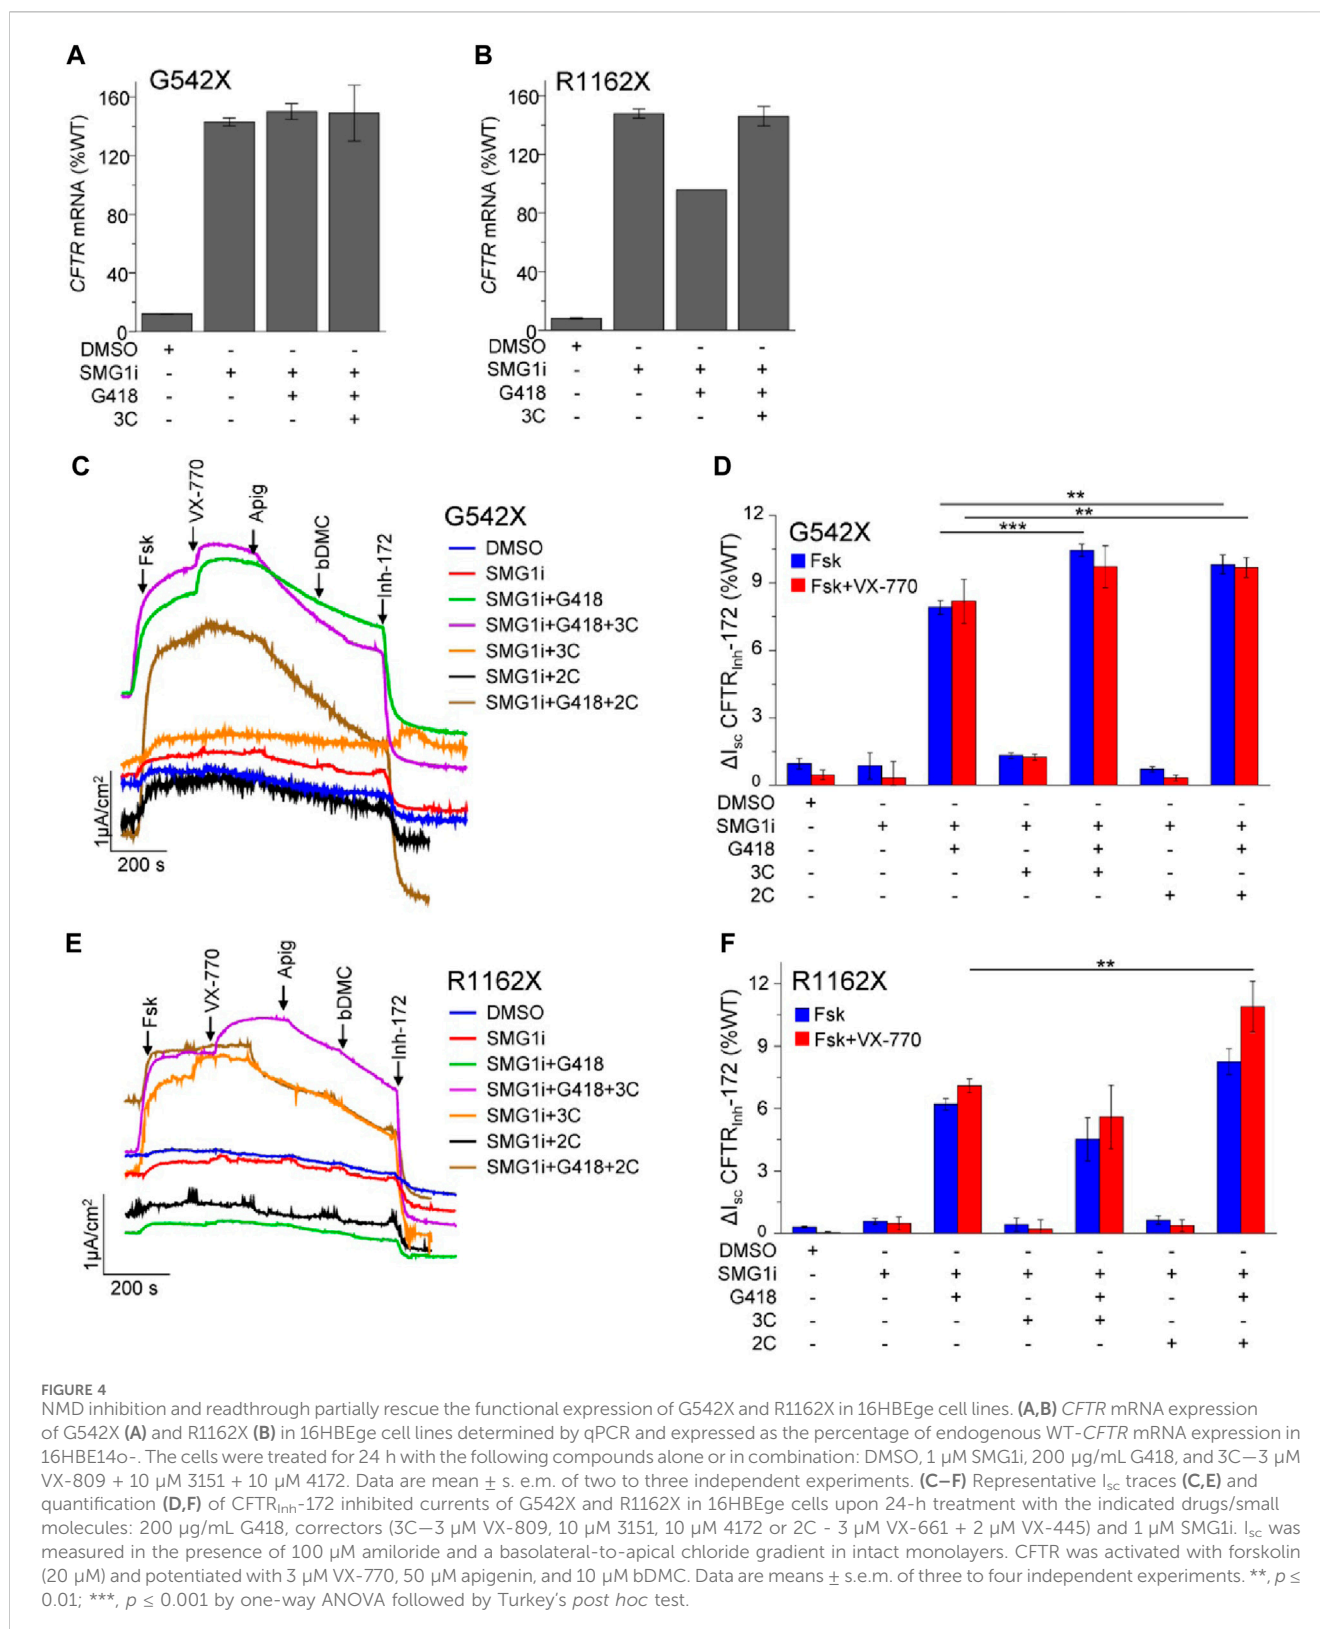 A
G542X
CFTR mRNA (%WT)
160
120
80
40
0
DMSO + - - -
SMG1i - + + +
G418 - - + +
3C - - - +
B
R1162X
CFTR mRNA (%WT)
160
120
80
40
0
DMSO + - - -
SMG1i - + + +
G418 - - + +
3C - - - +
C
Fsk
VX-770
Apig
bDMC
Inh-172
G542X
DMSO
SMG1i
SMG1i+G418
SMG1i+G418+3C
SMG1i+3C
SMG1i+2C
SMG1i+G418+2C
1µA/cm²
200 s
D
G542X
Fsk
Fsk+VX-770
**
**
***
ΔIsc CFTRInh-172 (%WT)
12
9
6
3
0
DMSO + - - - - - -
SMG1i - + + + + + +
G418 - - + - + - +
3C - - - + + - -
2C - - - - - + +
E
Fsk
VX-770
Apig
bDMC
Inh-172
R1162X
DMSO
SMG1i
SMG1i+G418
SMG1i+G418+3C
SMG1i+3C
SMG1i+2C
SMG1i+G418+2C
1µA/cm²
200 s
F
R1162X
Fsk
Fsk+VX-770
**
ΔIsc CFTRInh-172 (%WT)
12
9
6
3
0
DMSO + - - - - - -
SMG1i - + + + + + +
G418 - - + - + - +
3C - - - + + - -
2C - - - - - + +
FIGURE 4
NMD inhibition and readthrough partially rescue the functional expression of G542X and R1162X in 16HBEge cell lines. (A,B) CFTR mRNA expression
of G542X (A) and R1162X (B) in 16HBEge cell lines determined by qPCR and expressed as the percentage of endogenous WT-CFTR mRNA expression in
16HBE14o-. The cells were treated for 24 h with the following compounds alone or in combination: DMSO, 1 µM SMG1i, 200 µg/mL G418, and 3C—3 µM
VX-809 + 10 µM 3151 + 10 µM 4172. Data are mean ± s. e.m. of two to three independent experiments. (C–F) Representative Isc traces (C,E) and
quantification (D,F) of CFTRInh-172 inhibited currents of G542X and R1162X in 16HBEge cells upon 24-h treatment with the indicated drugs/small
molecules: 200 µg/mL G418, correctors (3C—3 µM VX-809, 10 µM 3151, 10 µM 4172 or 2C - 3 µM VX-661 + 2 µM VX-445) and 1 µM SMG1i. Isc was
measured in the presence of 100 µM amiloride and a basolateral-to-apical chloride gradient in intact monolayers. CFTR was activated with forskolin
(20 µM) and potentiated with 3 µM VX-770, 50 µM apigenin, and 10 µM bDMC. Data are means ± s.e.m. of three to four independent experiments. **, p ≤
0.01; ***, p ≤ 0.001 by one-way ANOVA followed by Turkey's post hoc test.